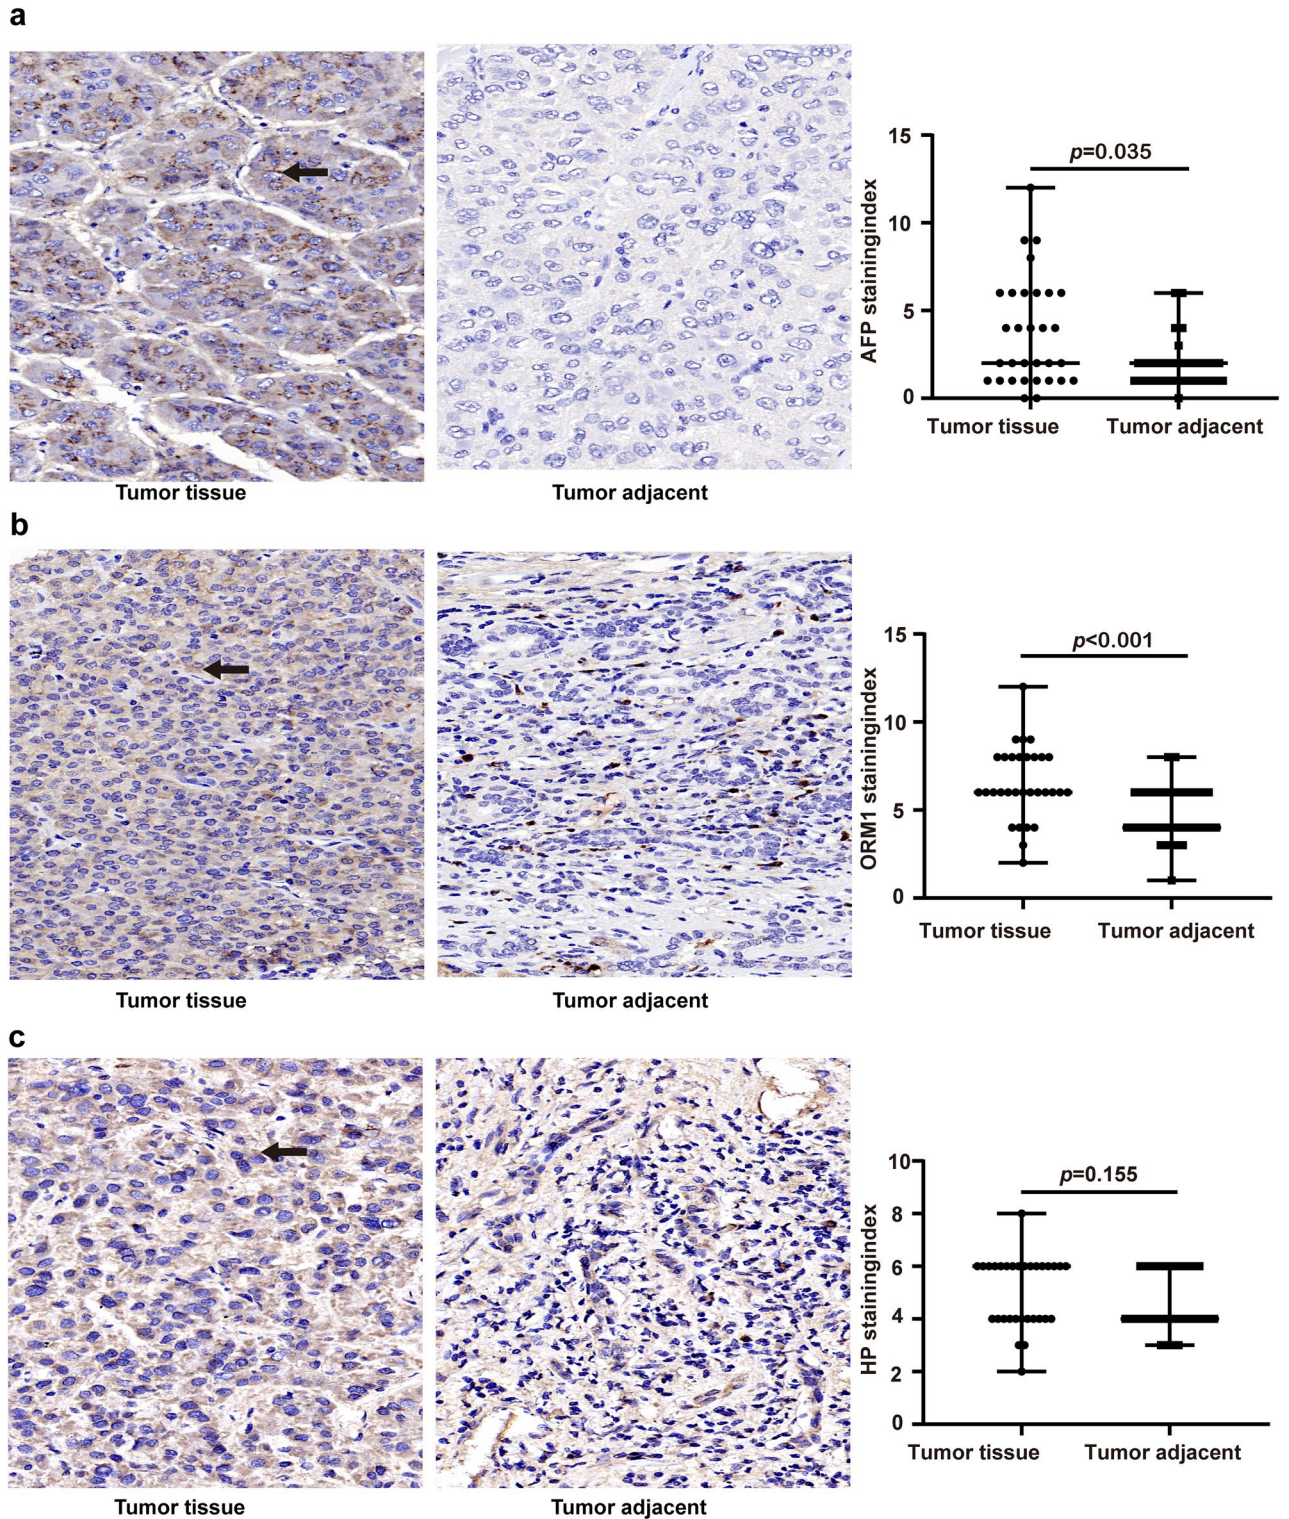 a
15
p=0.035
10
AFP stainingindex
5
0
Tumor tissue
Tumor adjacent
Tumor tissue
Tumor adjacent
b
15
p<0.001
10
ORM1 stainingindex
5
0
Tumor tissue
Tumor adjacent
Tumor tissue
Tumor adjacent
c
10
p=0.155
8
HP stainingindex
6
4
2
0
Tumor tissue
Tumor adjacent
Tumor tissue
Tumor adjacent